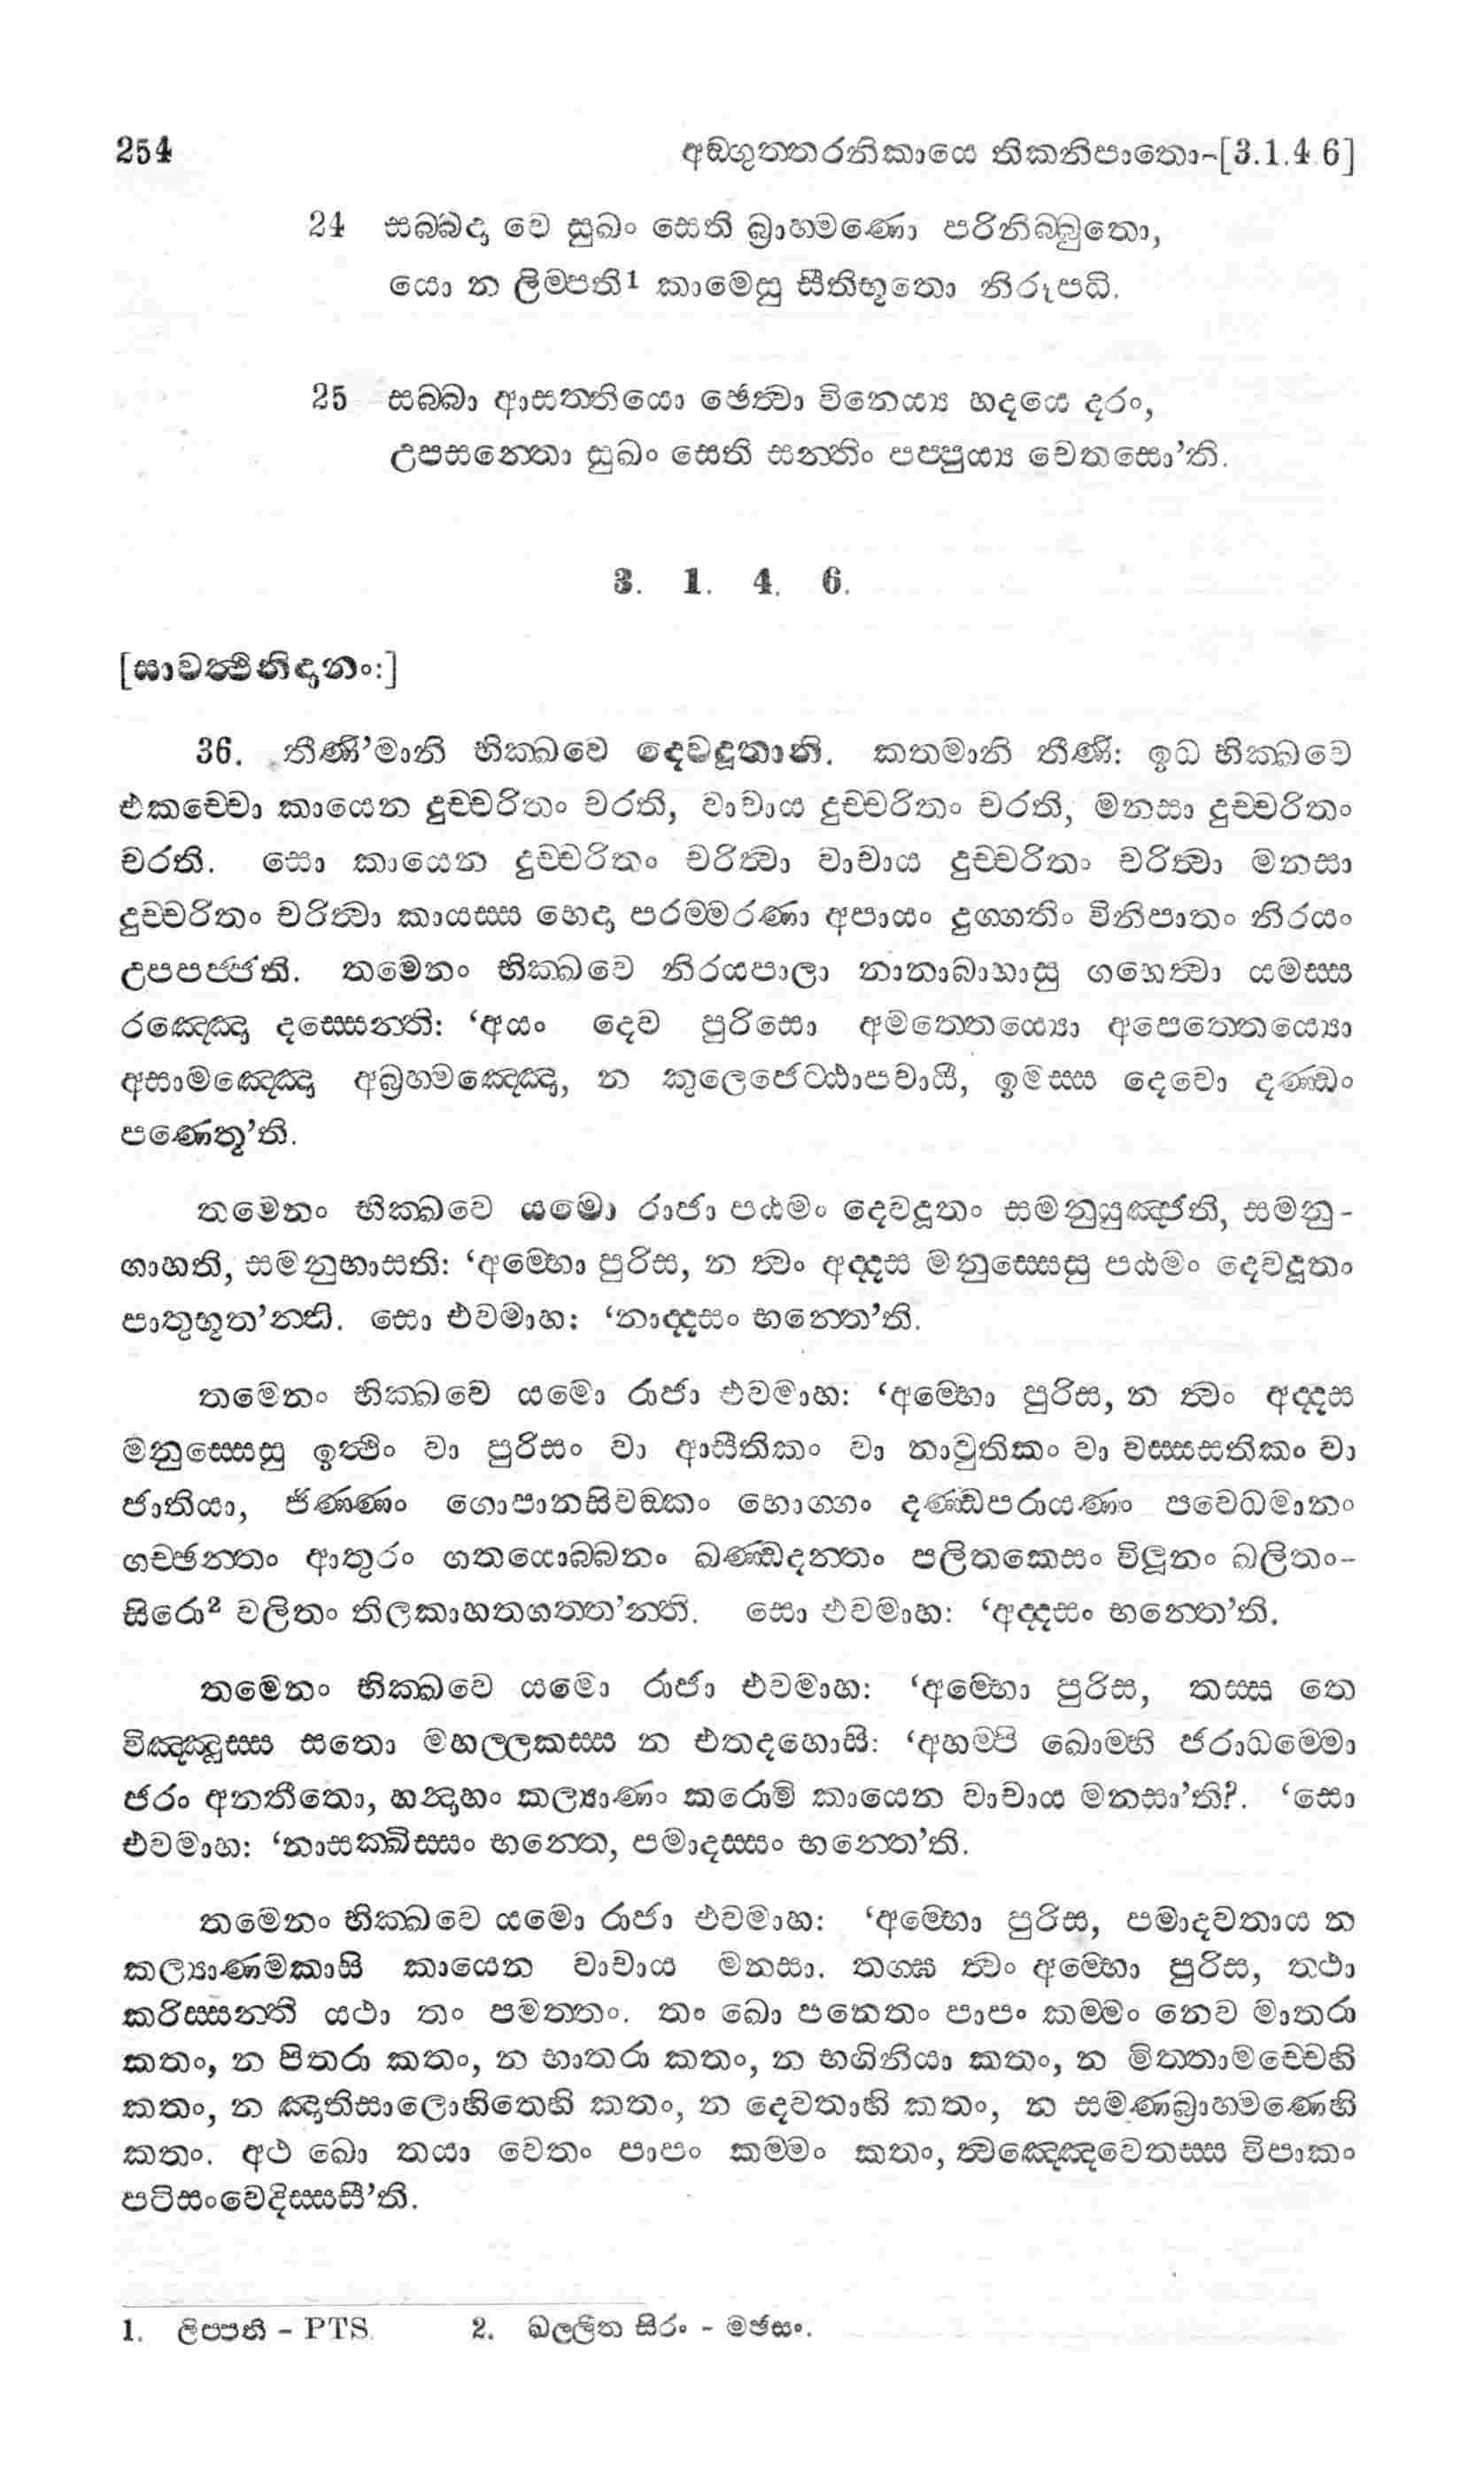 254 අඞ්ගුත්තරනිකායෙ තිකනිපාතො-[3.1.4.6]
24 සබ්බදා වෙ සුඛං සෙති බ්‍රාහ්මණො පරිනිබ්බුතො,
යො න ලිම්පති1 කාමෙසු සීතිභූතො නිරූපධි.
25 සබ්බා ආසත්තියො ඡෙත්වා විනෙය්‍ය හදයෙ දරං,
උපසන්තො සුඛං සෙති සන්තිං පප්පුය්‍ය චෙතසො’ති.
3. 1. 4. 6.
[සාවත්ථිනිදානං:]
36. තීණි’මානි භික්ඛවෙ දෙවදූතානි. කතමානි තීණි: ඉධ භික්ඛවෙ
එකච්චො කායෙන දුච්චරිතං චරති, වාචාය දුච්චරිතං චරති, මනසා දුච්චරිතං
චරති. සො කායෙන දුච්චරිතං චරිත්වා වාචාය දුච්චරිතං චරිත්වා මනසා
දුච්චරිතං චරිත්වා කායස්ස භෙදා පරම්මරණා අපායං දුග්ගතිං විනිපාතං නිරයං
උපපජ්ජති. තමෙනං භික්ඛවෙ නිරයපාලා නානාබාහාසු ගහෙත්වා යමස්ස
රඤ්ඤො දස්සෙන්ති: ‘අයං දෙව පුරිසො අමත්තෙය්‍යො අපෙත්තෙය්‍යො
අසාමඤ්ඤො අබ්‍රහ්මඤ්ඤො, න කුලෙජෙට්ඨාපචායී, ඉමස්ස දෙවො දණ්ඩං
පණෙතූ’ති.
තමෙනං භික්ඛවෙ යමො රාජා පඨමං දෙවදූතං සමනුයුඤ්ජති, සමනු-
ගාහති, සමනුභාසති: ‘අම්භො පුරිස, න ත්වං අද්දස මනුස්සෙසු පඨමං දෙවදූතං
පාතුභූත’න්ති. සො එවමාහ: ‘නාද්දසං භන්තෙ’ති.
තමෙනං භික්ඛවෙ යමො රාජා එවමාහ: ‘අම්භො පුරිස, න ත්වං අද්දස
මනුස්සෙසු ඉත්ථිං වා පුරිසං වා ආසීතිකං වා නාවුතිකං වා වස්සසතිකං වා
ජාතියා, ජිණ්ණං ගොපානසිවඞ්කං භොග්ගං දණ්ඩපරායණං පවෙධමානං
ගච්ඡන්තං ආතුරං ගතයොබ්බනං ඛණ්ඩදන්තං පලිතකෙසං විලූනං ඛලිතං-
සිරො2 වලිතං තිලකාහතගත්ත’න්ති. සො එවමාහ: ‘අද්දසං භන්තෙ’ති.
තමෙනං භික්ඛවෙ යමො රාජා එවමාහ: ‘අම්භො පුරිස, තස්ස තෙ
විඤ්ඤුස්ස සතො මහල්ලකස්ස න එතදහොසි: ‘අහම්පි ඛොම්හි ජරාධම්මො
ජරං අනතීතො, හන්දාහං කල්‍යාණං කරොමි කායෙන වාචාය මනසා’ති?. ‘සො
එවමාහ: ‘නාසක්ඛිස්සං භන්තෙ, පමාදස්සං භන්තෙ’ති.
තමෙනං භික්ඛවෙ යමො රාජා එවමාහ: ‘අම්භො පුරිස, පමාදවතාය න
කල්‍යාණමකාසි කායෙන වාචාය මනසා. තග්ඝ ත්වං අම්භො පුරිස, තථා
කරිස්සන්ති යථා තං පමත්තං. තං ඛො පනෙතං පාපං කම්මං නෙව මාතරා
කතං, න පිතරා කතං, න භාතරා කතං, න භගිනියා කතං, න මිත්තාමච්චෙහි
කතං, න ඤාතිසාලොහිතෙහි කතං, න දෙවතාහි කතං, න සමණබ්‍රාහ්මණෙහි
කතං. අථ ඛො තයා වෙතං පාපං කම්මං කතං, ත්වඤ්ඤෙවෙතස්ස විපාකං
පටිසංවෙදිස්සසී’ති.
1. ලිප්පති - PTS. 2. ඛල්ලීත සිරං - මඡසං.